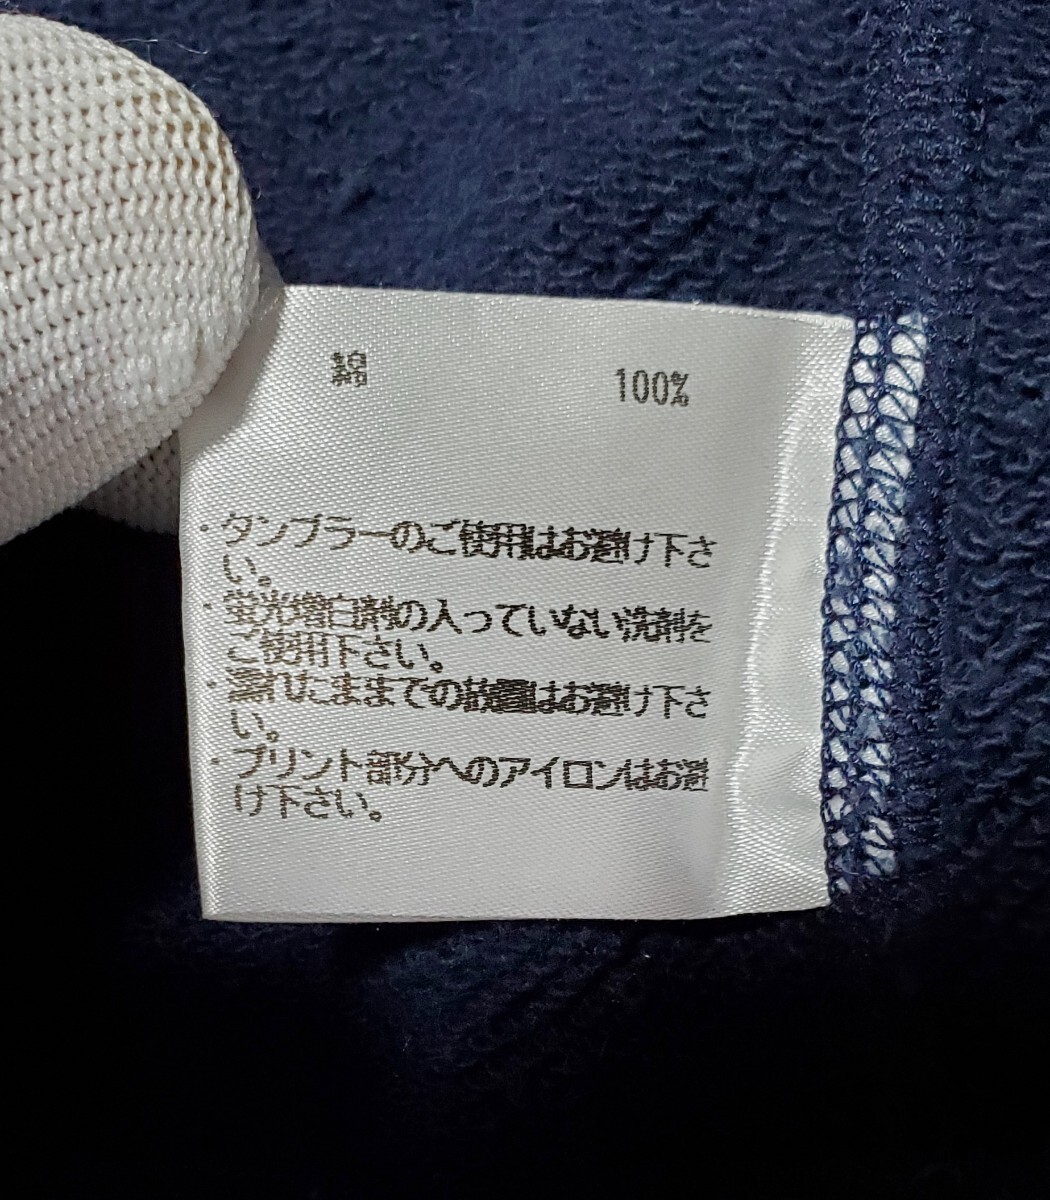 綿 100%
・タンブラーのご使用はお避け下さ
い。
・蛍光増白剤の入っていない洗剤を
ご使用下さい。
・濡れたままでの放置はお避け下さ
い。
・プリント部分へのアイロンはお避
け下さい。